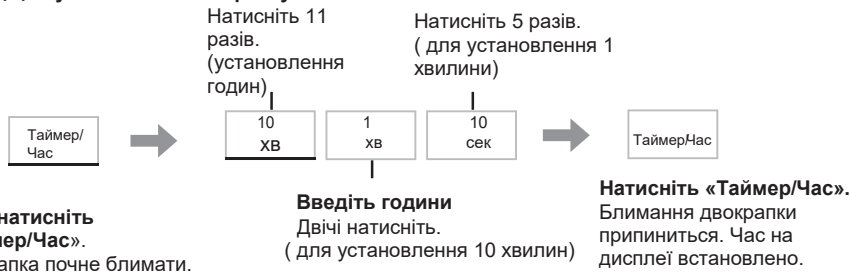 Натисніть 11
разів.
(установлення
годин)
Натисніть 5 разів.
( для установлення 1
хвилини)
Таймер/
Час
10
хв
1
хв
10
сек
Таймер/Час
Введіть години
Двічі натисніть.
( для установлення 10 хвилин)
натисніть
мер/Час».
апка почне блимати.
Натисніть «Таймер/Час».
Блимання двокрапки
припиниться. Час на
дисплеї встановлено.